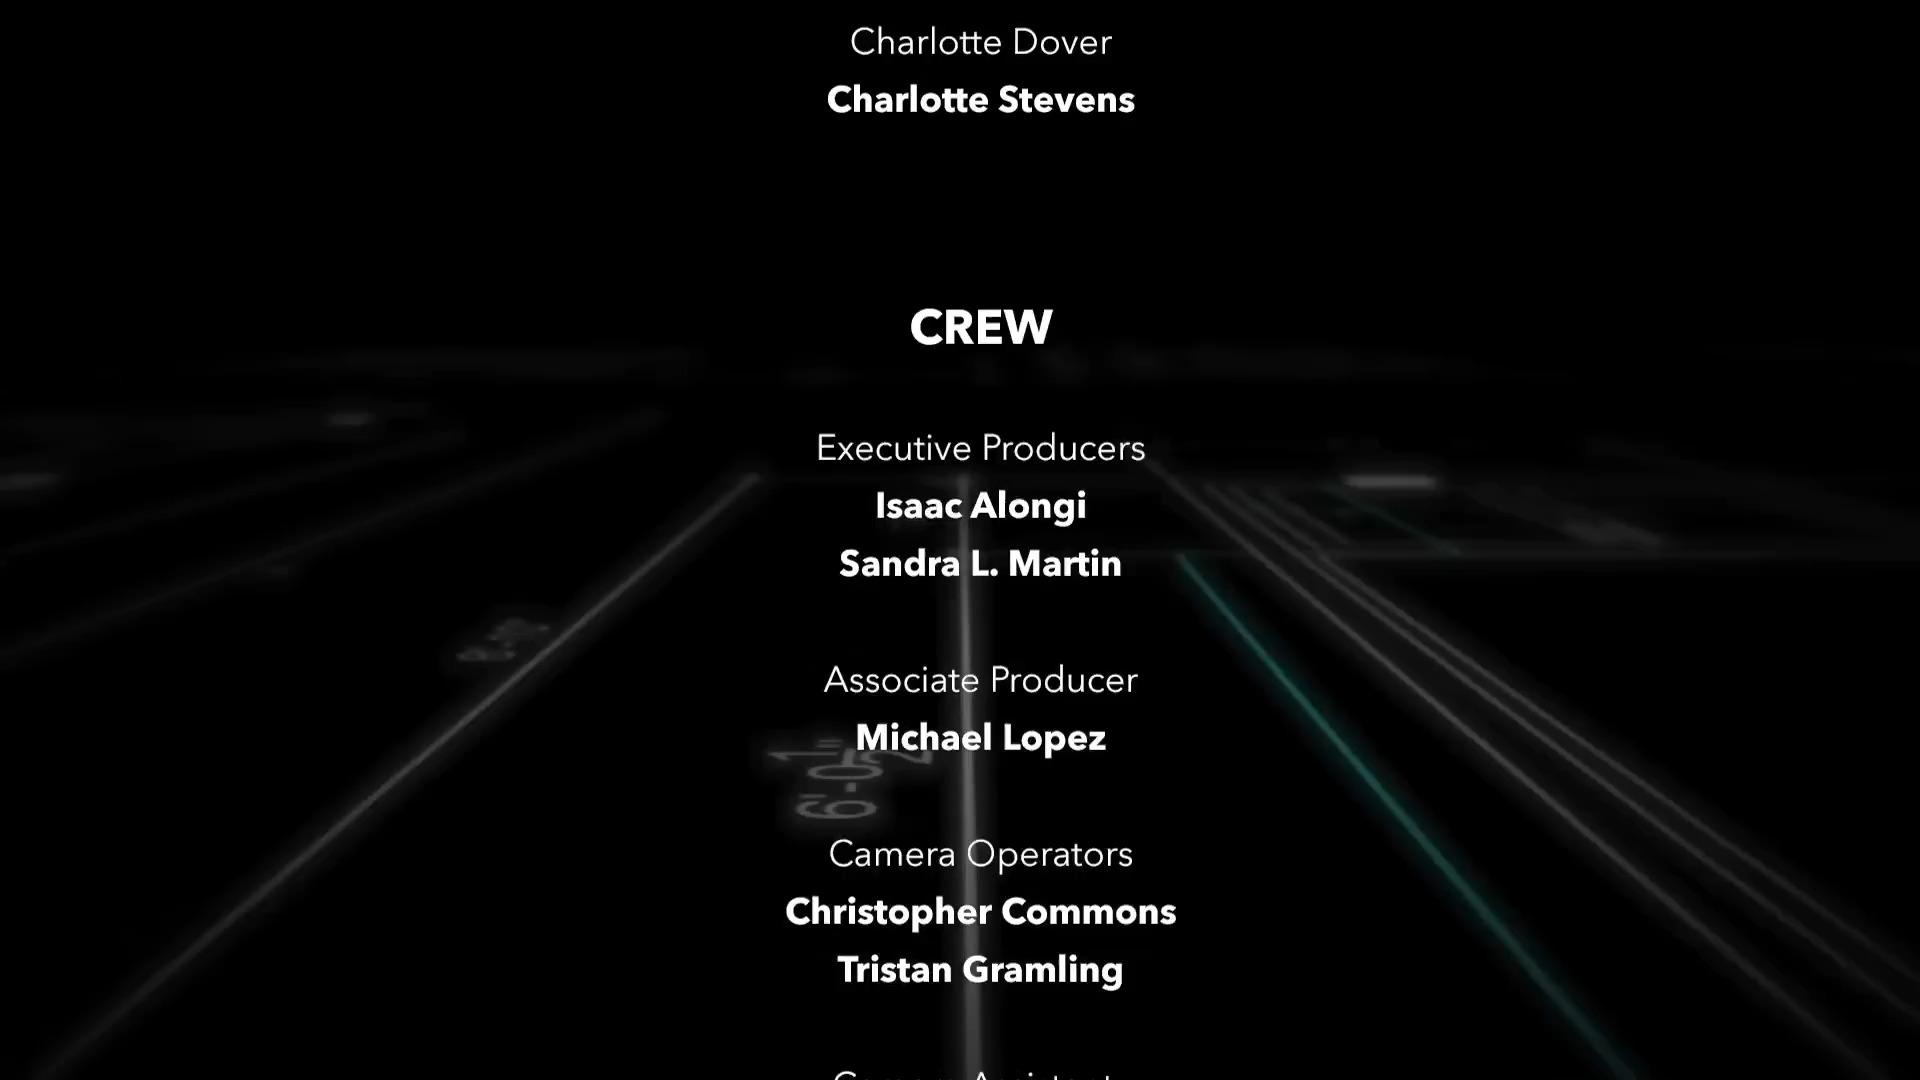 Charlotte Dover
Charlotte Stevens
CREW
Executive Producers
Isaac Alongi
Sandra L. Martin
Associate Producer
Michael Lopez
Camera Operators
Christopher Commons
Tristan Gramling